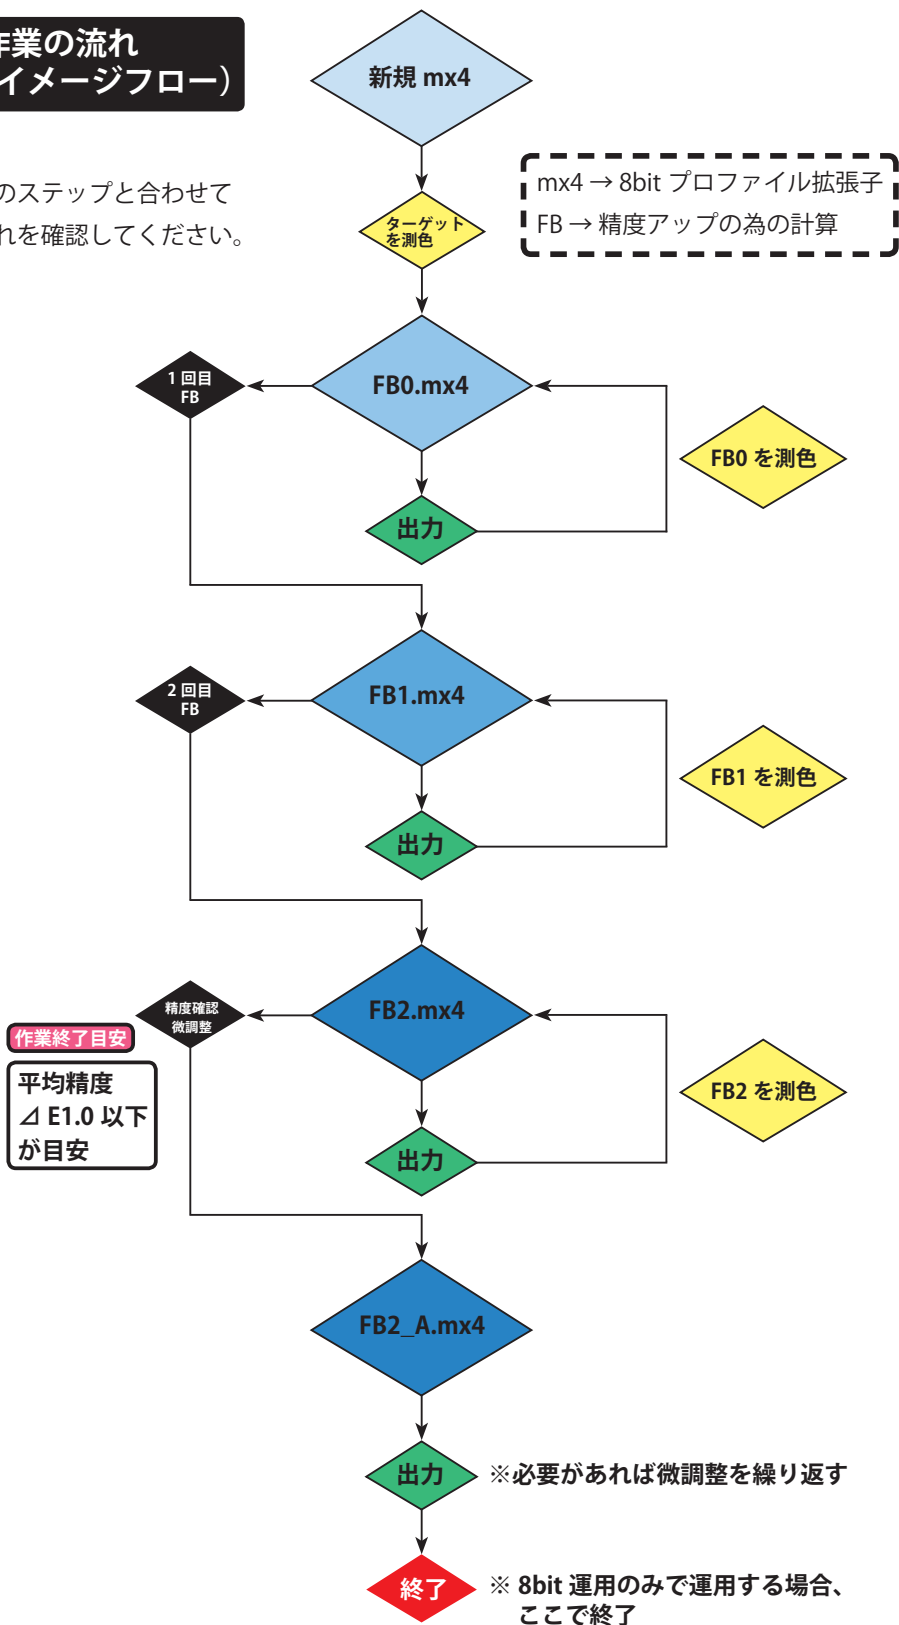 作業の流れ
イメージフロー）
のステップと合わせて
れを確認してください。
新規 mx4
mx4 → 8bit プロファイル拡張子
FB → 精度アップの為の計算
ターゲット
を測色
1 回目
FB
FB0.mx4
FB0 を測色
出力
2 回目
FB
FB1.mx4
FB1 を測色
出力
精度確認
微調整
FB2.mx4
作業終了目安
平均精度
⊿ E1.0 以下
が目安
FB2 を測色
出力
FB2_A.mx4
出力
※必要があれば微調整を繰り返す
終了
※ 8bit 運用のみで運用する場合、
ここで終了